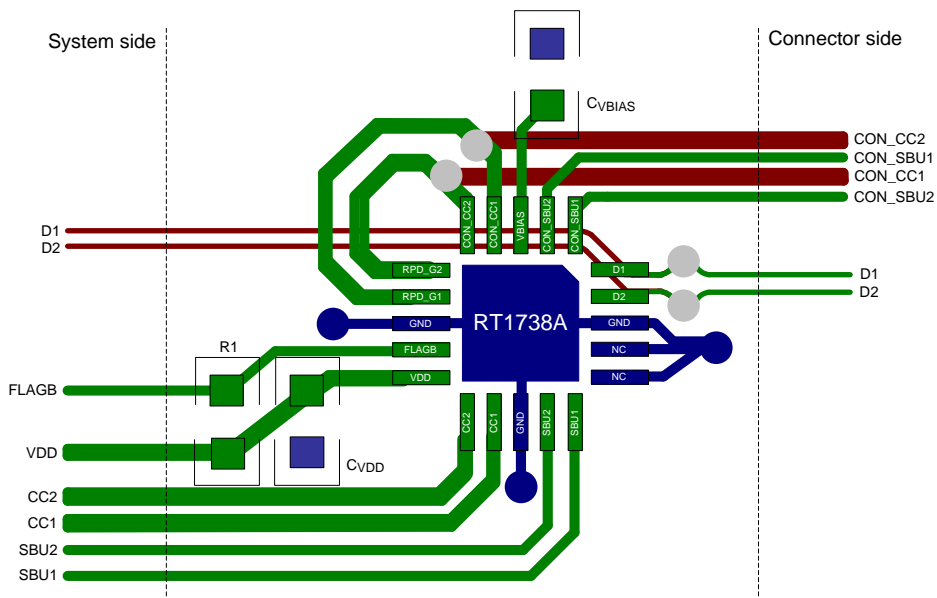 System side
Connector side
CVBIAS
CON_CC2
CON_SBU1
CON_CC1
CON_SBU2
CON_CC2
CON_CC1
VBIAS
CON_SBU2
CON_SBU1
D1
D2
RPD_G2
RPD_G1
GND
FLAGB
VDD
RT1738A
D1
D2
GND
NC
NC
D1
D2
R1
FLAGB
VDD
CVDD
CC2
CC1
GND
SBU2
SBU1
CC2
CC1
SBU2
SBU1